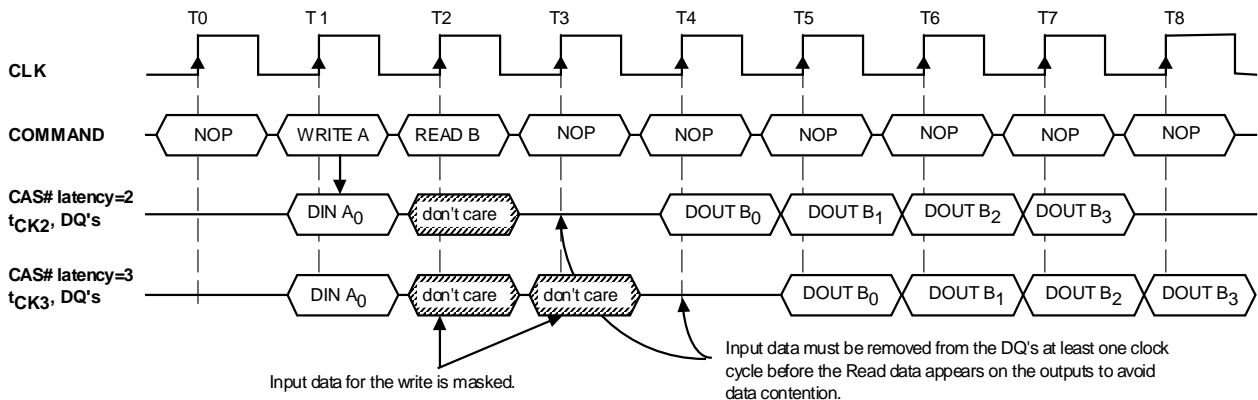 T0 T1 T2 T3 T4 T5 T6 T7 T8
CLK
COMMAND NOP WRITE A READ B NOP NOP NOP NOP NOP NOP
CAS# latency=2
tCK2, DQ's DIN A0 don't care DOUT B0 DOUT B1 DOUT B2 DOUT B3
CAS# latency=3
tCK3, DQ's DIN A0 don't care don't care DOUT B0 DOUT B1 DOUT B2 DOUT B3
Input data for the write is masked.
Input data must be removed from the DQ's at least one clock
cycle before the Read data appears on the outputs to avoid
data contention.